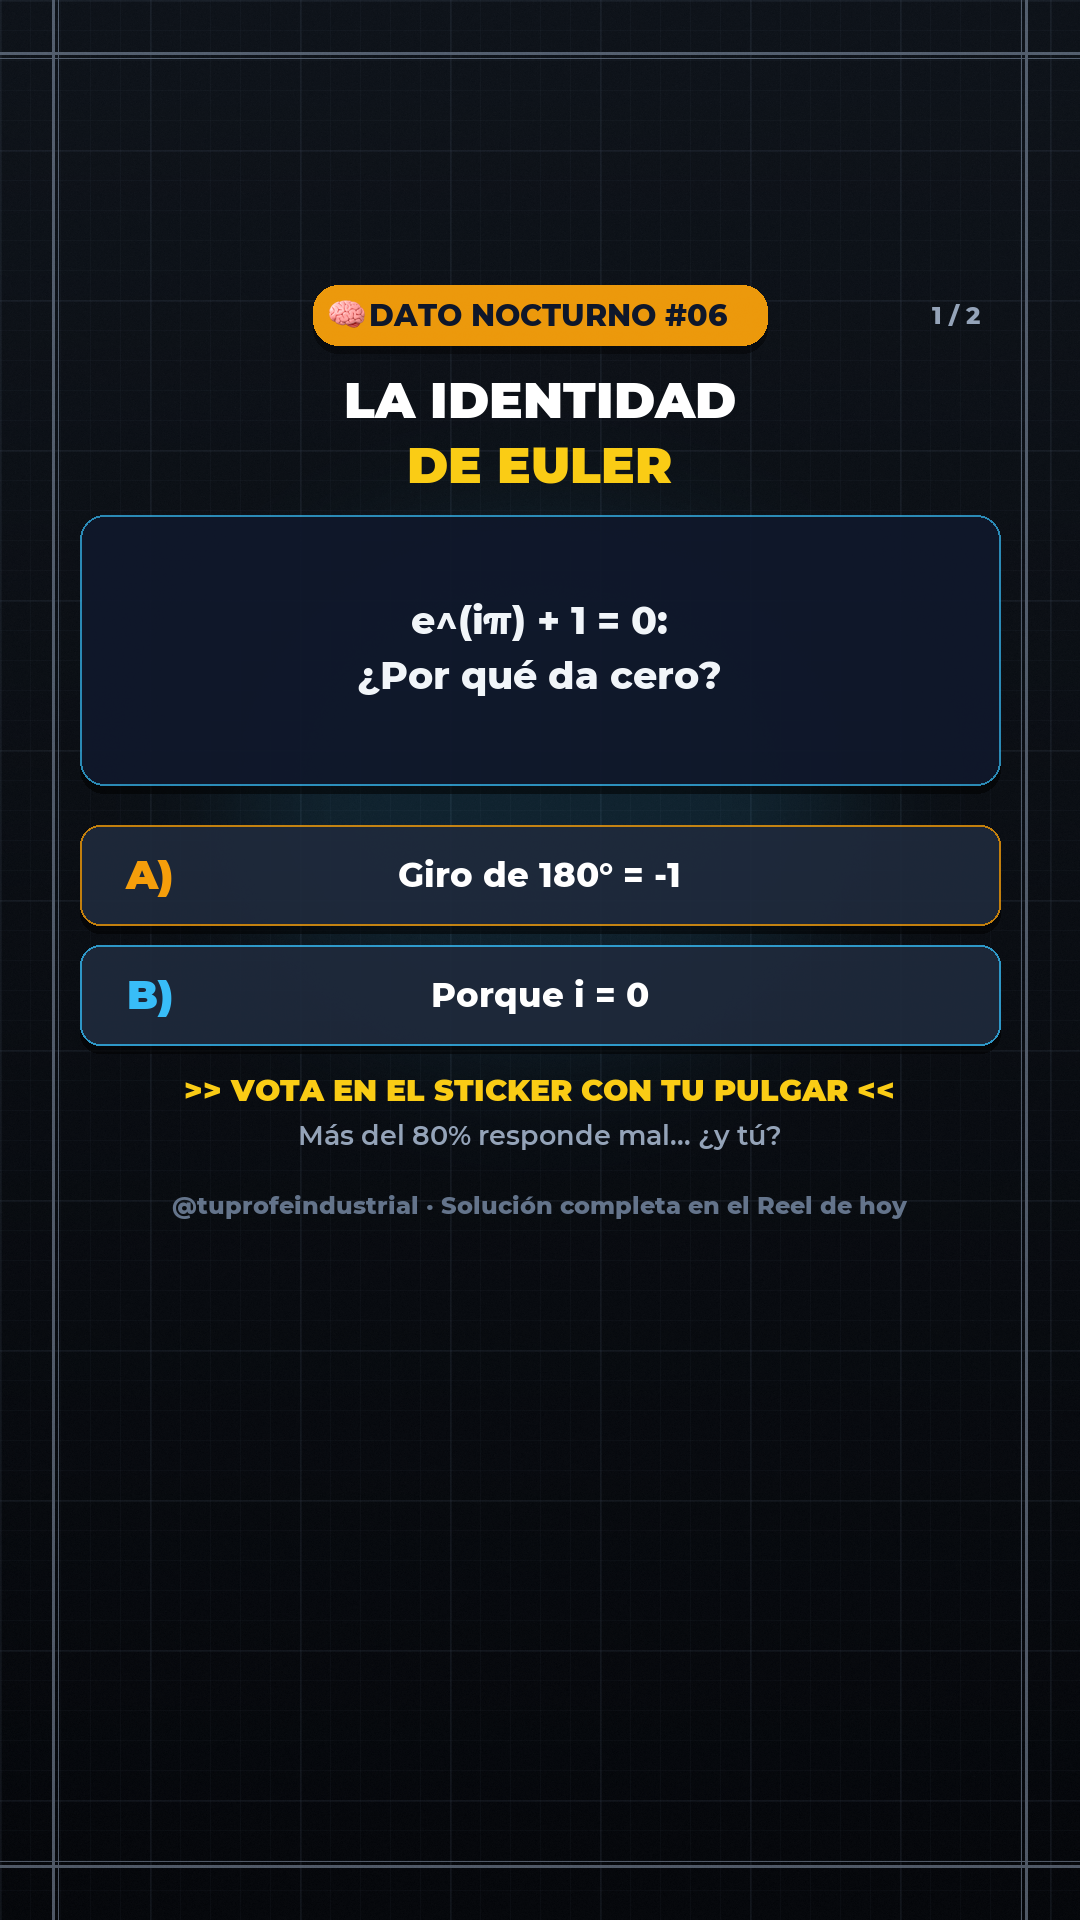 🧠DATO NOCTURNO #06
1 / 2
LA IDENTIDAD
DE EULER
e^(iπ) + 1 = 0:
¿Por qué da cero?
A) Giro de 180° = -1
B) Porque i = 0
>> VOTA EN EL STICKER CON TU PULGAR <<
Más del 80% responde mal... ¿y tú?
@tuprofeindustrial · Solución completa en el Reel de hoy